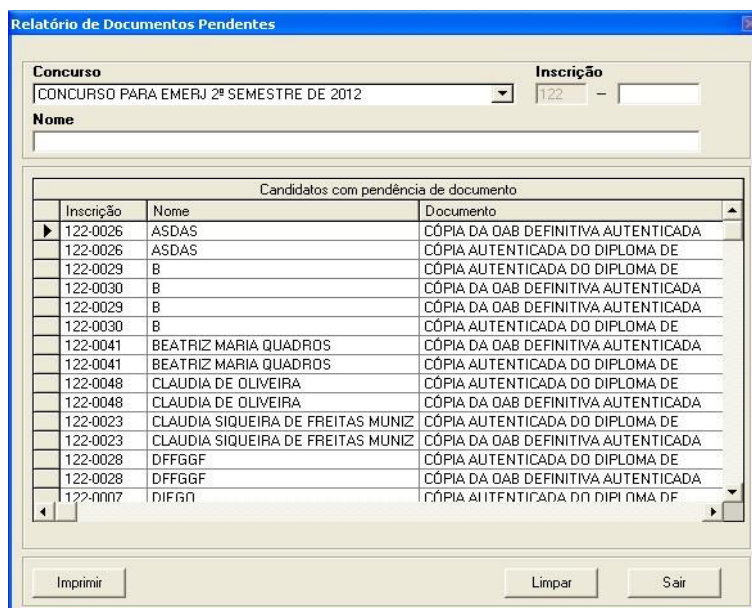 Relatório de Documentos Pendentes
Concurso Inscrição
CONCURSO PARA EMERJ 2º SEMESTRE DE 2012 122 –
Nome
Candidatos com pendência de documento
Inscrição Nome Documento
122-0026 ASDAS CÓPIA DA OAB DEFINITIVA AUTENTICADA
122-0026 ASDAS CÓPIA AUTENTICADA DO DIPLOMA DE
122-0029 B CÓPIA AUTENTICADA DO DIPLOMA DE
122-0030 B CÓPIA DA OAB DEFINITIVA AUTENTICADA
122-0029 B CÓPIA DA OAB DEFINITIVA AUTENTICADA
122-0030 B CÓPIA AUTENTICADA DO DIPLOMA DE
122-0041 BEATRIZ MARIA QUADROS CÓPIA DA OAB DEFINITIVA AUTENTICADA
122-0041 BEATRIZ MARIA QUADROS CÓPIA AUTENTICADA DO DIPLOMA DE
122-0048 CLAUDIA DE OLIVEIRA CÓPIA AUTENTICADA DO DIPLOMA DE
122-0048 CLAUDIA DE OLIVEIRA CÓPIA DA OAB DEFINITIVA AUTENTICADA
122-0023 CLAUDIA SIQUEIRA DE FREITAS MUNIZ CÓPIA AUTENTICADA DO DIPLOMA DE
122-0023 CLAUDIA SIQUEIRA DE FREITAS MUNIZ CÓPIA DA OAB DEFINITIVA AUTENTICADA
122-0028 DFFGGF CÓPIA AUTENTICADA DO DIPLOMA DE
122-0028 DFFGGF CÓPIA DA OAB DEFINITIVA AUTENTICADA
122-0007 DIEGO CÓPIA AUTENTICADA DO DIPLOMA DE
Imprimir Limpar Sair